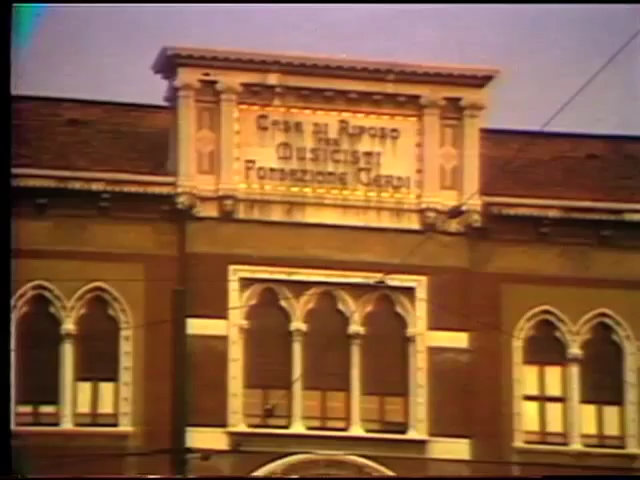 Casa di Riposo
per
Musicisti
Fondazione Verdi